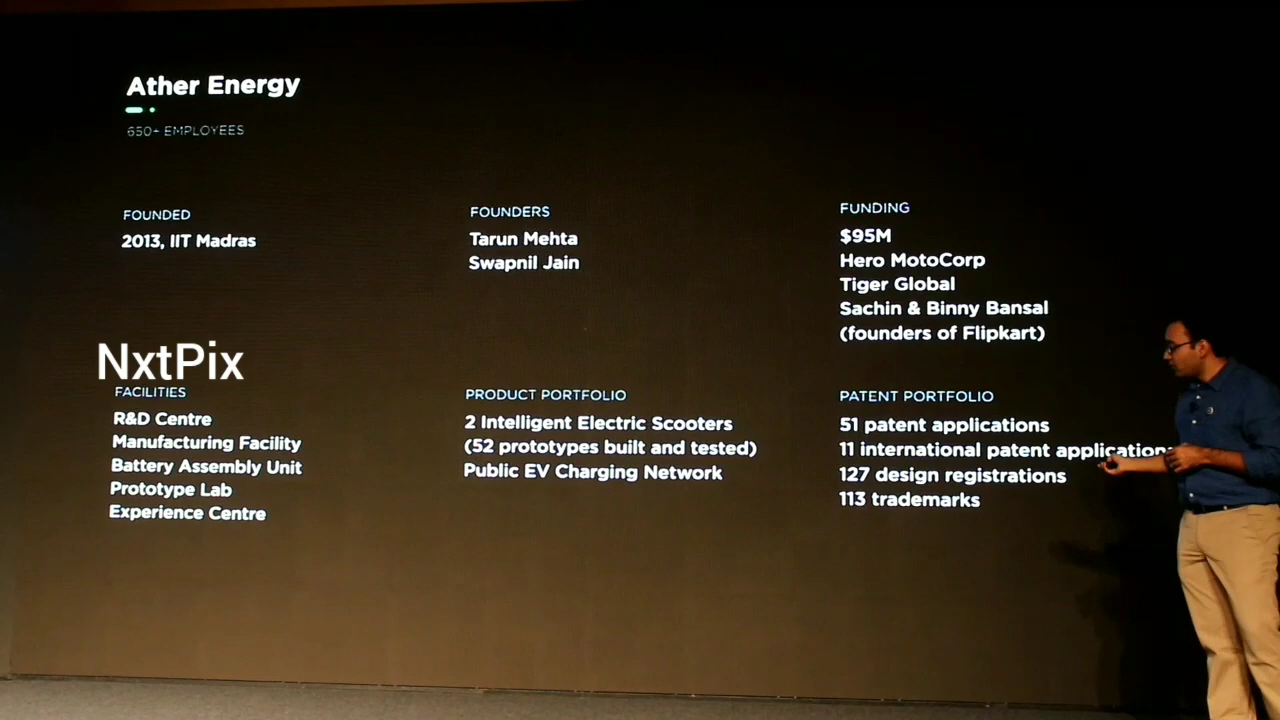 Ather Energy
650+ EMPLOYEES
FOUNDED
2013, IIT Madras
FOUNDERS
Tarun Mehta
Swapnil Jain
FUNDING
$95M
Hero MotoCorp
Tiger Global
Sachin & Binny Bansal
(founders of Flipkart)
NxtPix
FACILITIES
R&D Centre
Manufacturing Facility
Battery Assembly Unit
Prototype Lab
Experience Centre
PRODUCT PORTFOLIO
2 Intelligent Electric Scooters
(52 prototypes built and tested)
Public EV Charging Network
PATENT PORTFOLIO
51 patent applications
11 international patent application
127 design registrations
113 trademarks